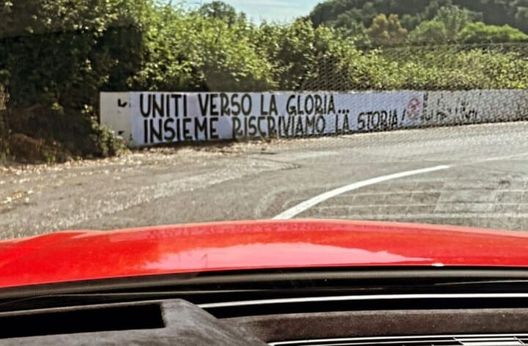 UNITI VERSO LA GLORIA...
INSIEME RISCRIVIAMO LA STORIA!